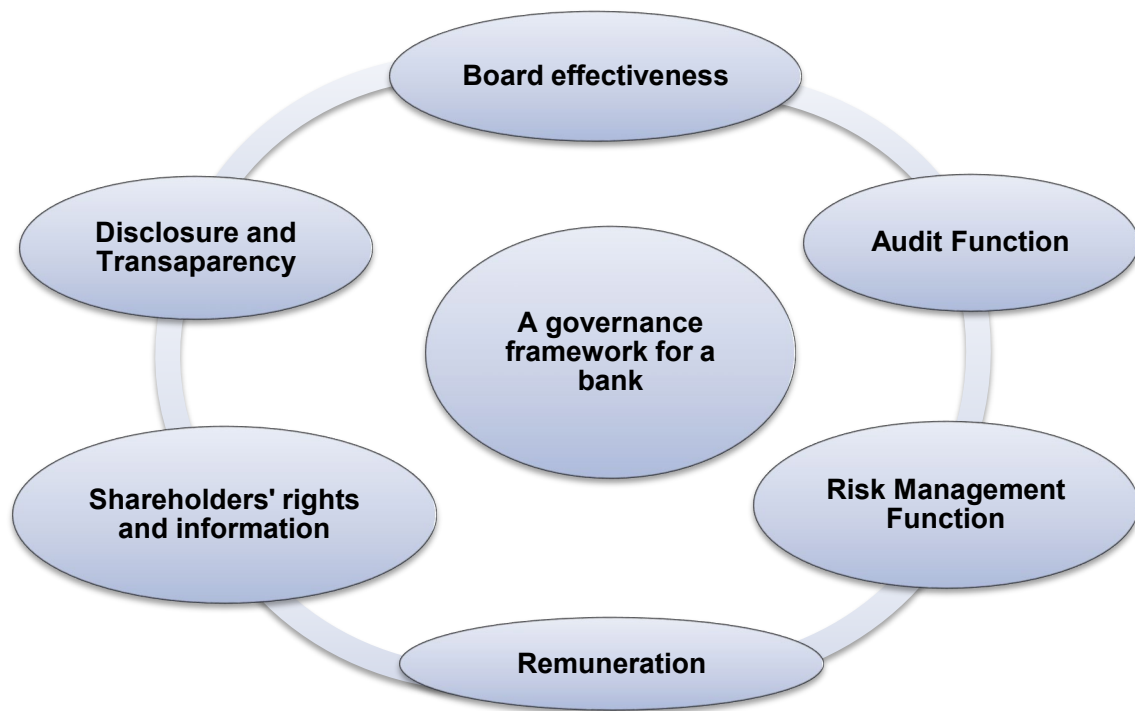 Board effectiveness
Disclosure and
Transaparency
Audit Function
A governance
framework for a
bank
Shareholders' rights
and information
Risk Management
Function
Remuneration